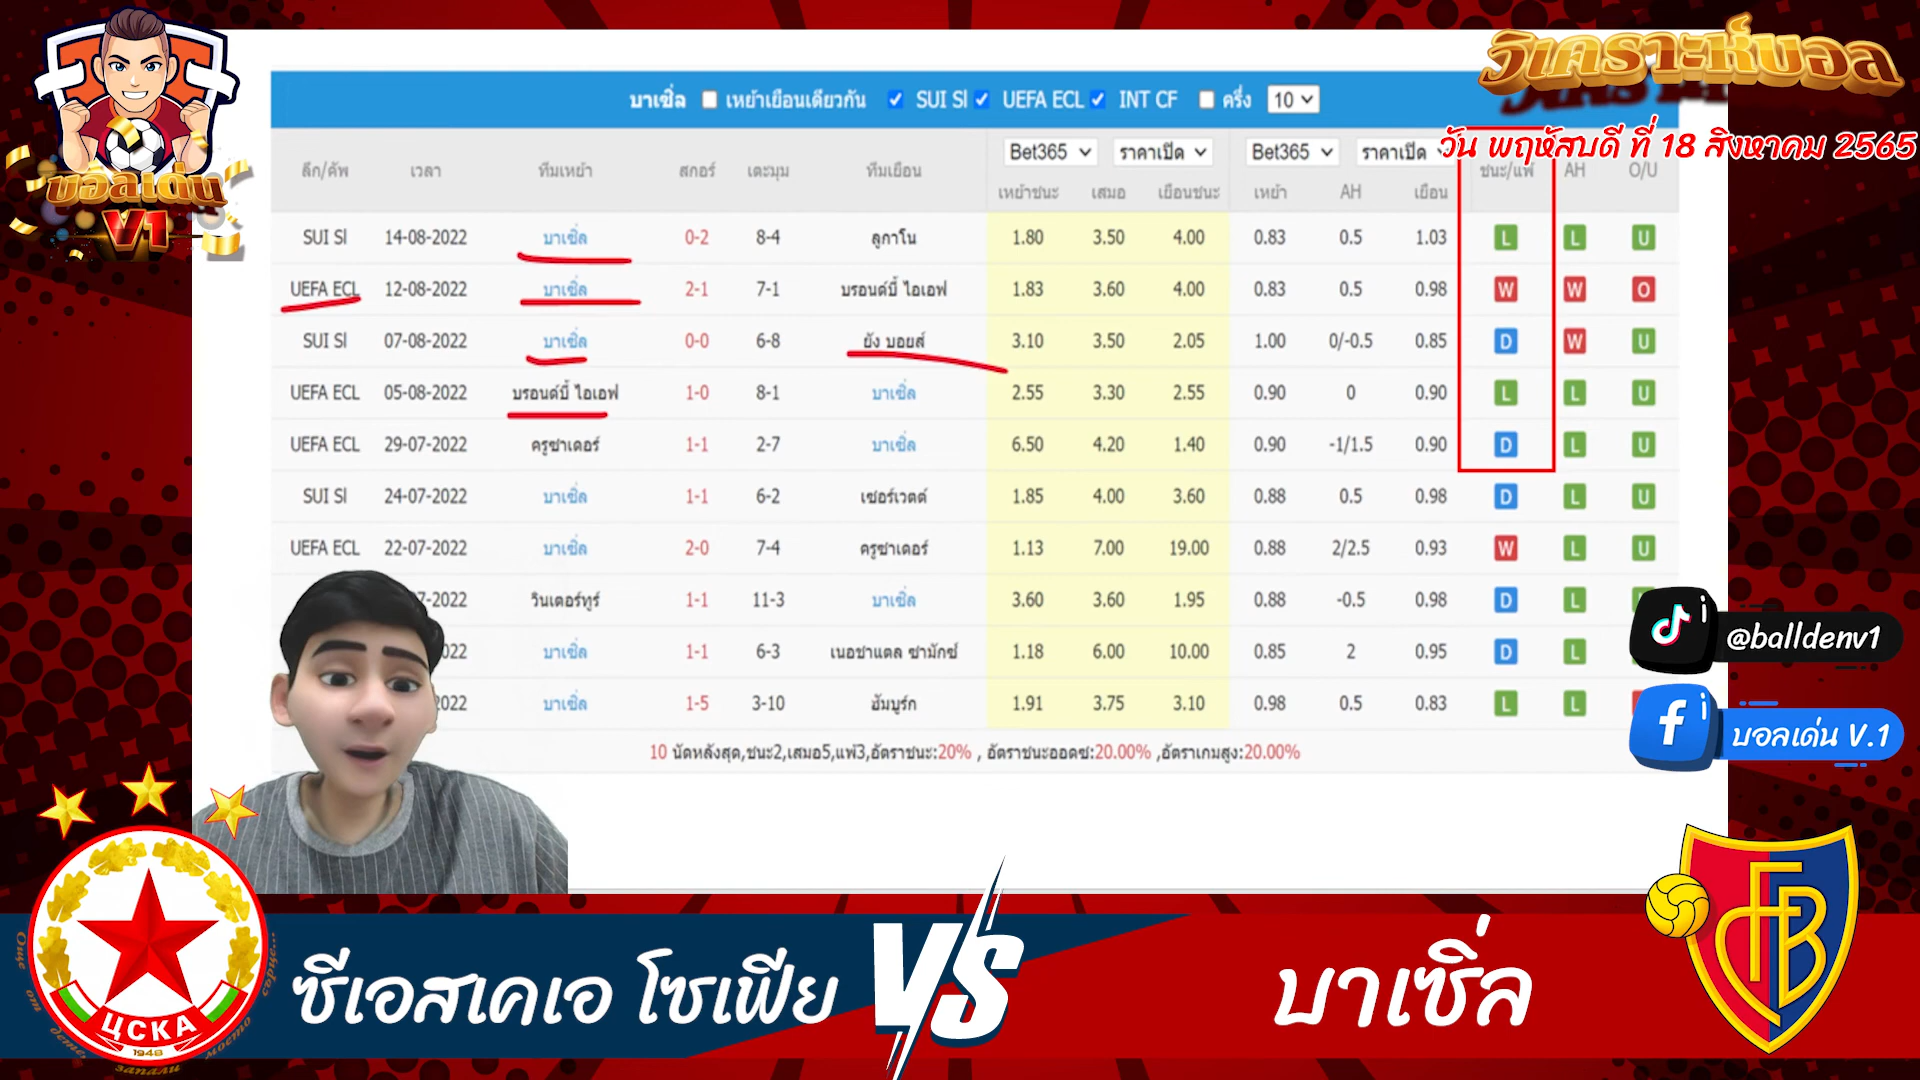 วิเคราะห์บอล
วัน พฤหัสบดี ที่ 18 สิงหาคม 2565
บอลเด่น
V1
บาเซิ่ล เหย้าเยือนเดียวกัน SUI Sl UEFA ECL INT CF ครึ่ง 10
Bet365 ราคาเปิด Bet365 ราคาเปิด
ลีก/คัพ เวลา ทีมเหย้า สกอร์ เตะมุม ทีมเยือน เหย้าชนะ เสมอ เยือนชนะ เหย้า AH เยือน ชนะ/แพ้ AH O/U
SUI Sl 14-08-2022 บาเซิ่ล 0-2 8-4 ลูกาโน 1.80 3.50 4.00 0.83 0.5 1.03 L L U
UEFA ECL 12-08-2022 บาเซิ่ล 2-1 7-1 บรอนด์บี้ ไอเอฟ 1.83 3.60 4.00 0.83 0.5 0.98 W W O
SUI Sl 07-08-2022 บาเซิ่ล 0-0 6-8 ยัง บอยส์ 3.10 3.50 2.05 1.00 0/-0.5 0.85 D W U
UEFA ECL 05-08-2022 บรอนด์บี้ ไอเอฟ 1-0 8-1 บาเซิ่ล 2.55 3.30 2.55 0.90 0 0.90 L L U
UEFA ECL 29-07-2022 ครูซาเดอร์ 1-1 2-7 บาเซิ่ล 6.50 4.20 1.40 0.90 -1/1.5 0.90 D L U
SUI Sl 24-07-2022 บาเซิ่ล 1-1 6-2 เซอร์เวตต์ 1.85 4.00 3.60 0.88 0.5 0.98 D L U
UEFA ECL 22-07-2022 บาเซิ่ล 2-0 7-4 ครูซาเดอร์ 1.13 7.00 19.00 0.88 2/2.5 0.93 W L U
7-2022 วินเตอร์ทูร์ 1-1 11-3 บาเซิ่ล 3.60 3.60 1.95 0.88 -0.5 0.98 D L
022 บาเซิ่ล 1-1 6-3 เนอชาแตล ซามักซ์ 1.18 6.00 10.00 0.85 2 0.95 D L
2022 บาเซิ่ล 1-5 3-10 ฮัมบูร์ก 1.91 3.75 3.10 0.98 0.5 0.83 L L
10 นัดหลังสุด,ชนะ2,เสมอ5,แพ้3,อัตราชนะ:20% , อัตราชนะออดซ:20.00% ,อัตราเกมสูง:20.00%
@balldenv1
บอลเด่น V.1
ЦСКА
1948
ซีเอสเคเอ โซเฟีย VS บาเซิ่ล
FCB